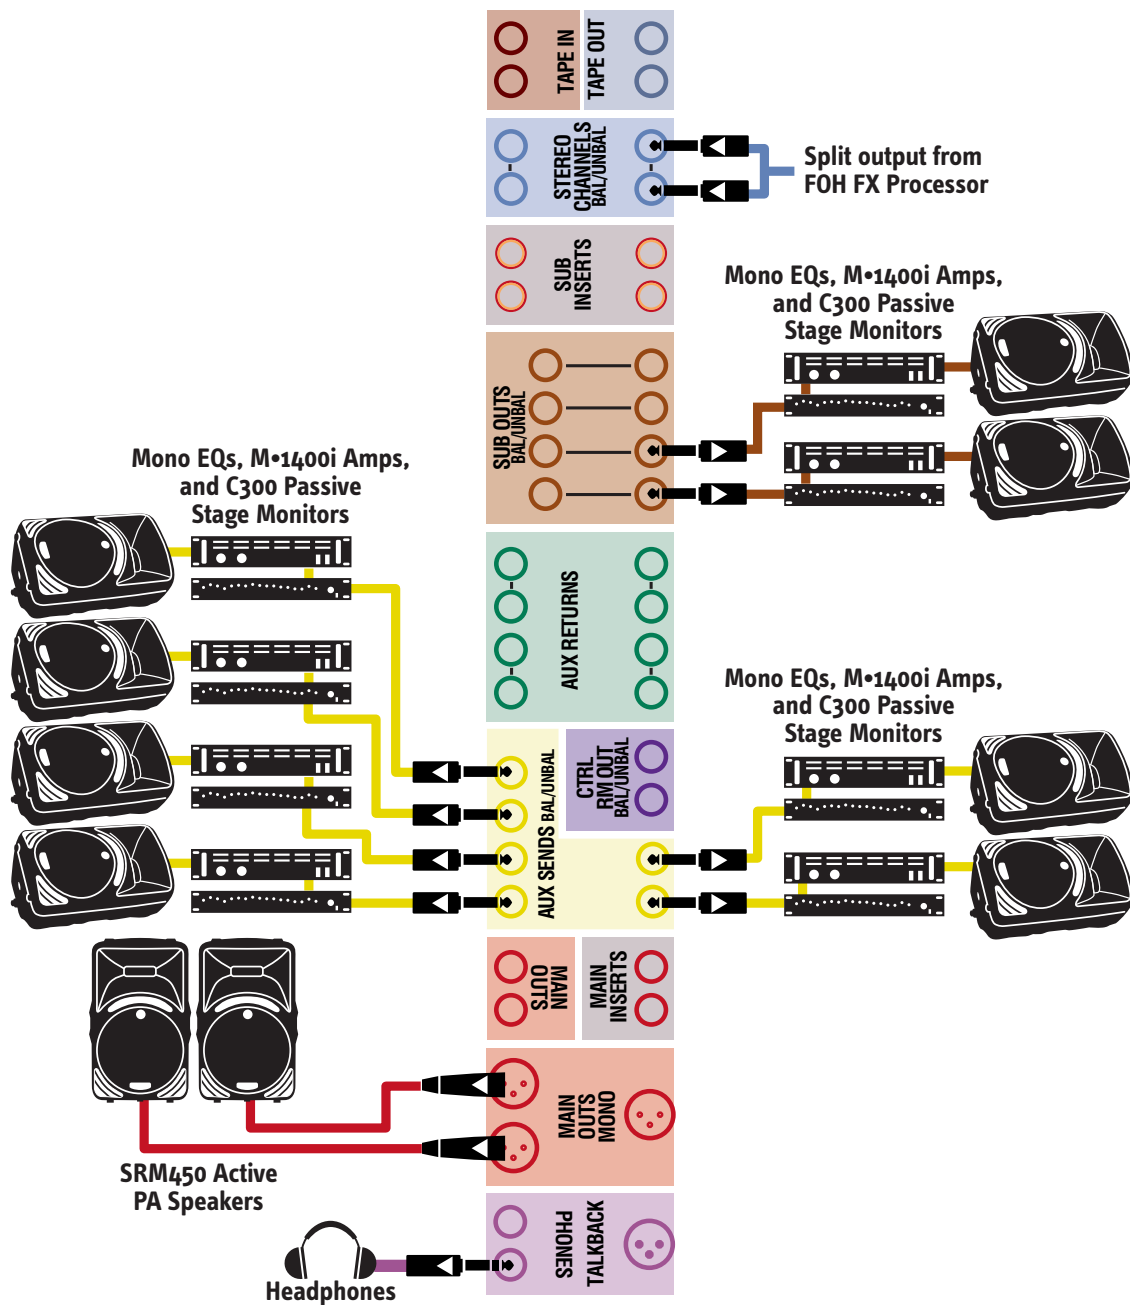 TAPE IN
TAPE OUT
STEREO
CHANNELS
BAL/UNBAL
Split output from
FOH FX Processor
SUB
INSERTS
Mono EQs, M•1400i Amps,
and C300 Passive
Stage Monitors
SUB OUTS
BAL/UNBAL
Mono EQs, M•1400i Amps,
and C300 Passive
Stage Monitors
AUX RETURNS
Mono EQs, M•1400i Amps,
and C300 Passive
Stage Monitors
CTRL
RM OUT
BAL/UNBAL
AUX SENDS BAL/UNBAL
MAIN
OUTS
MAIN
INSERTS
MAIN
OUTS
MONO
SRM450 Active
PA Speakers
PHONES
TALKBACK
Headphones